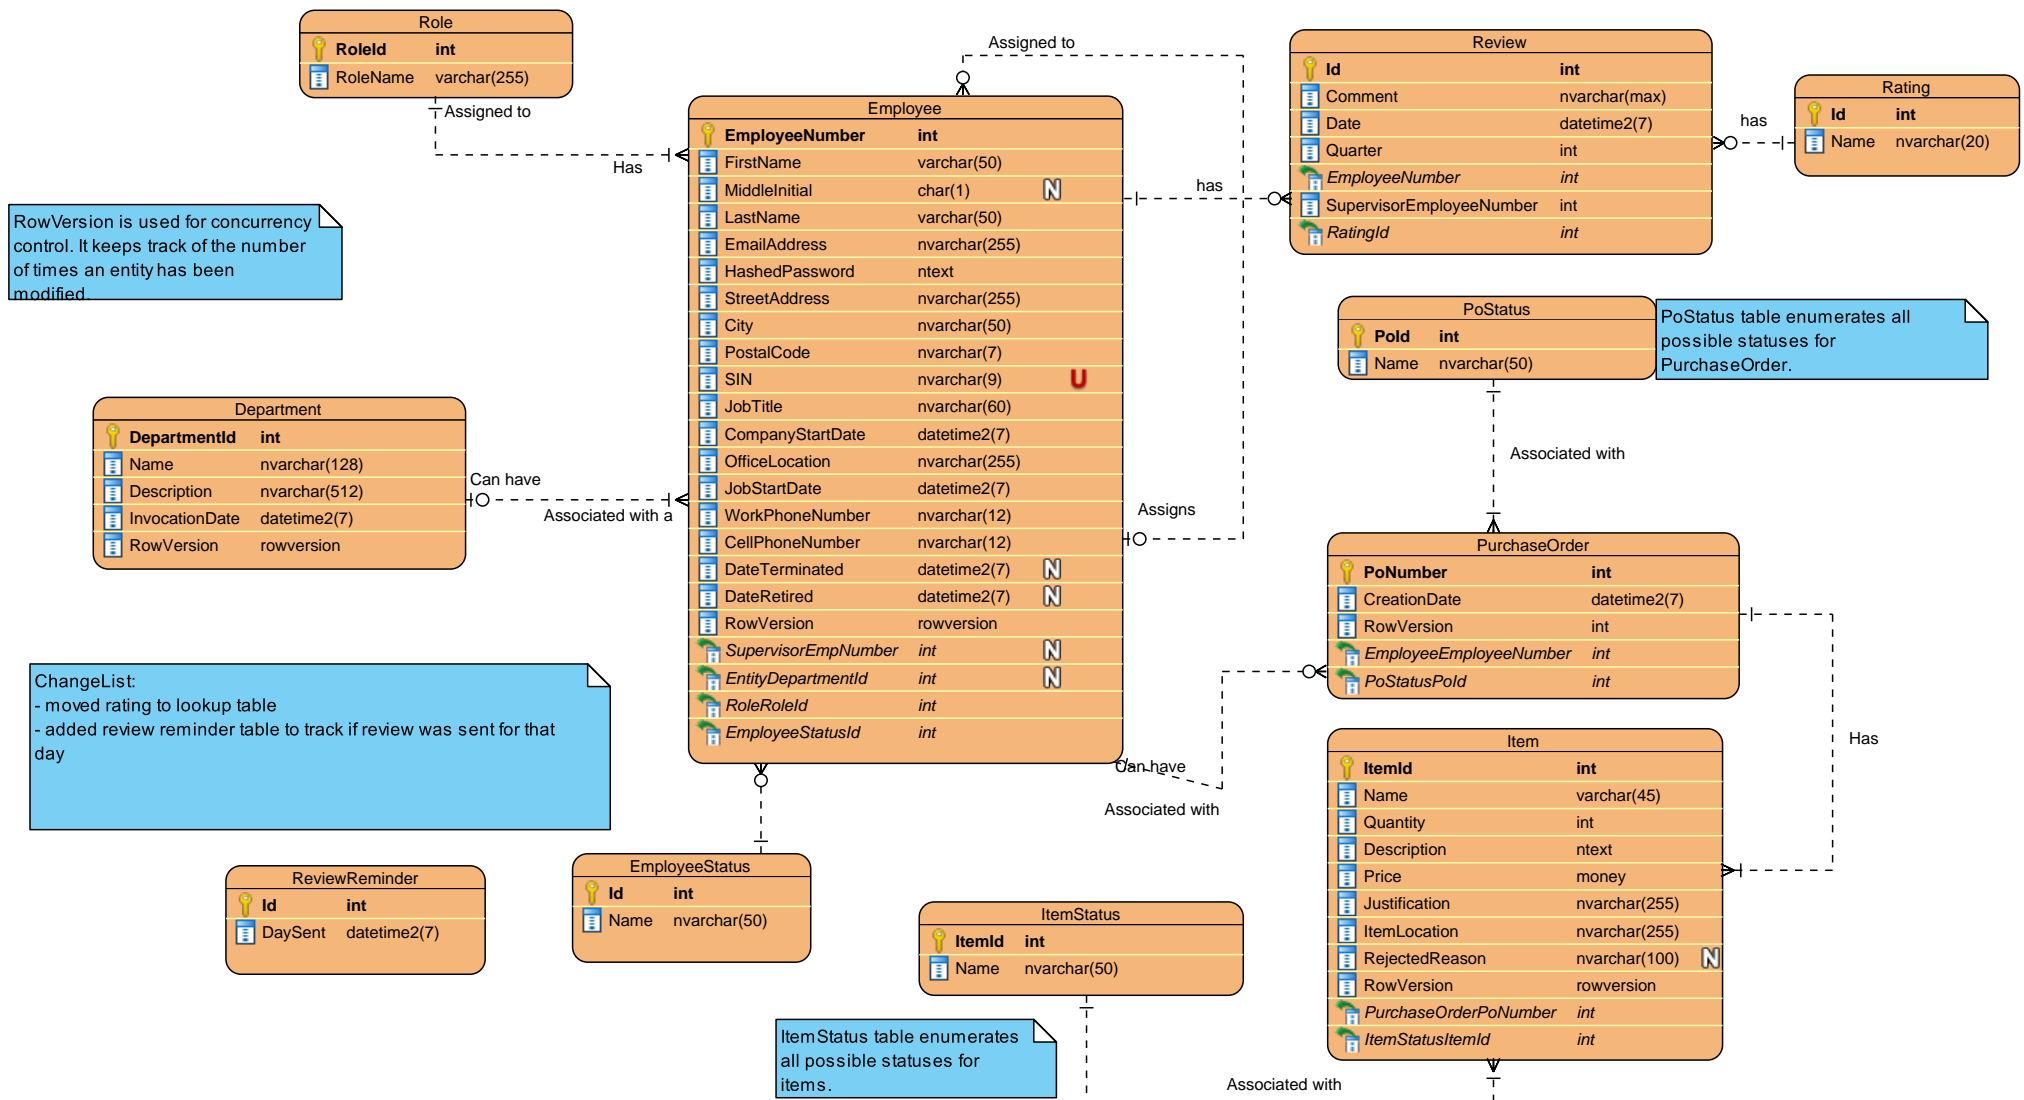 Role
RoleId int
RoleName varchar(255)
Assigned to
Has
RowVersion is used for concurrency
control. It keeps track of the number
of times an entity has been
modified.
Department
DepartmentId int
Name nvarchar(128)
Description nvarchar(512)
InvocationDate datetime2(7)
RowVersion rowversion
Can have
Associated with a
ChangeList:
- moved rating to lookup table
- added review reminder table to track if review was sent for that
day
ReviewReminder
Id int
DaySent datetime2(7)
EmployeeStatus
Id int
Name nvarchar(50)
Employee
EmployeeNumber int
FirstName varchar(50)
MiddleInitial char(1) N
LastName varchar(50)
EmailAddress nvarchar(255)
HashedPassword ntext
StreetAddress nvarchar(255)
City nvarchar(50)
PostalCode nvarchar(7)
SIN nvarchar(9) U
JobTitle nvarchar(60)
CompanyStartDate datetime2(7)
OfficeLocation nvarchar(255)
JobStartDate datetime2(7)
WorkPhoneNumber nvarchar(12)
CellPhoneNumber nvarchar(12)
DateTerminated datetime2(7) N
DateRetired datetime2(7) N
RowVersion rowversion
SupervisorEmpNumber int N
EntityDepartmentId int N
RoleRoleId int
EmployeeStatusId int
Assigned to
Assigns
has
Can have
Associated with
Review
Id int
Comment nvarchar(max)
Date datetime2(7)
Quarter int
EmployeeNumber int
SupervisorEmployeeNumber int
RatingId int
has
Rating
Id int
Name nvarchar(20)
PoStatus
PoId int
Name nvarchar(50)
PoStatus table enumerates all
possible statuses for
PurchaseOrder.
Associated with
PurchaseOrder
PoNumber int
CreationDate datetime2(7)
RowVersion int
EmployeeEmployeeNumber int
PoStatusPoId int
Has
Item
ItemId int
Name varchar(45)
Quantity int
Description ntext
Price money
Justification nvarchar(255)
ItemLocation nvarchar(255)
RejectedReason nvarchar(100) N
RowVersion rowversion
PurchaseOrderPoNumber int
ItemStatusItemId int
Associated with
ItemStatus
ItemId int
Name nvarchar(50)
ItemStatus table enumerates
all possible statuses for
items.